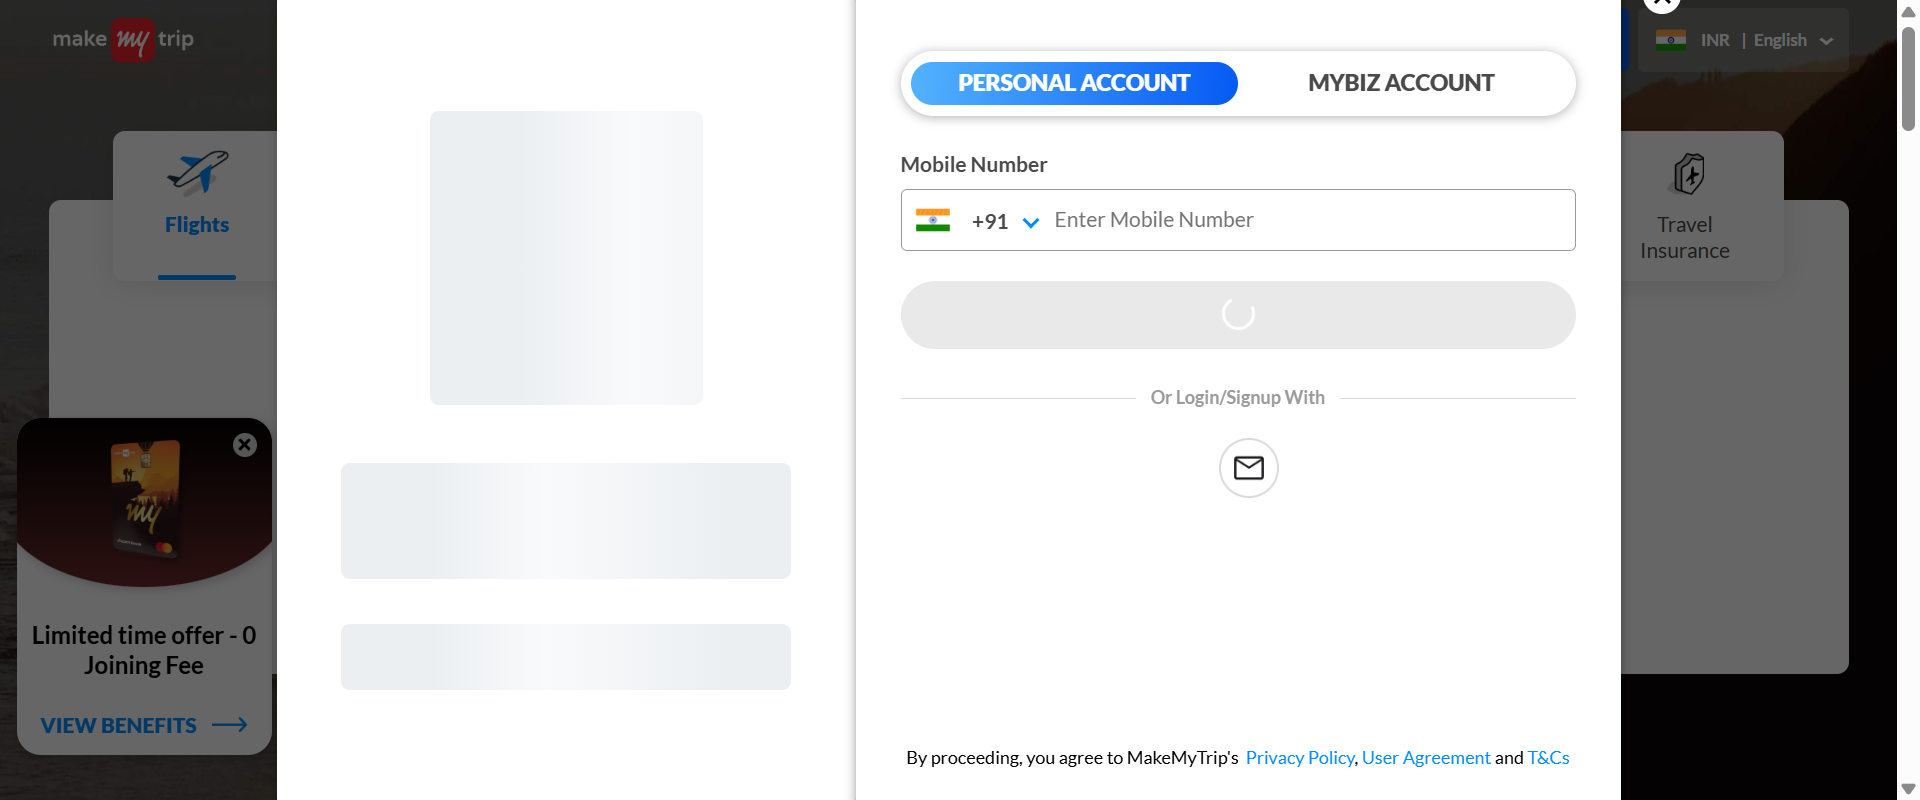 make my trip
INR | English
PERSONAL ACCOUNT
MYBIZ ACCOUNT
Mobile Number
+91
Enter Mobile Number
Or Login/Signup With
Flights
Travel
Insurance
my
Limited time offer - 0
Joining Fee
VIEW BENEFITS
By proceeding, you agree to MakeMyTrip's Privacy Policy, User Agreement and T&Cs